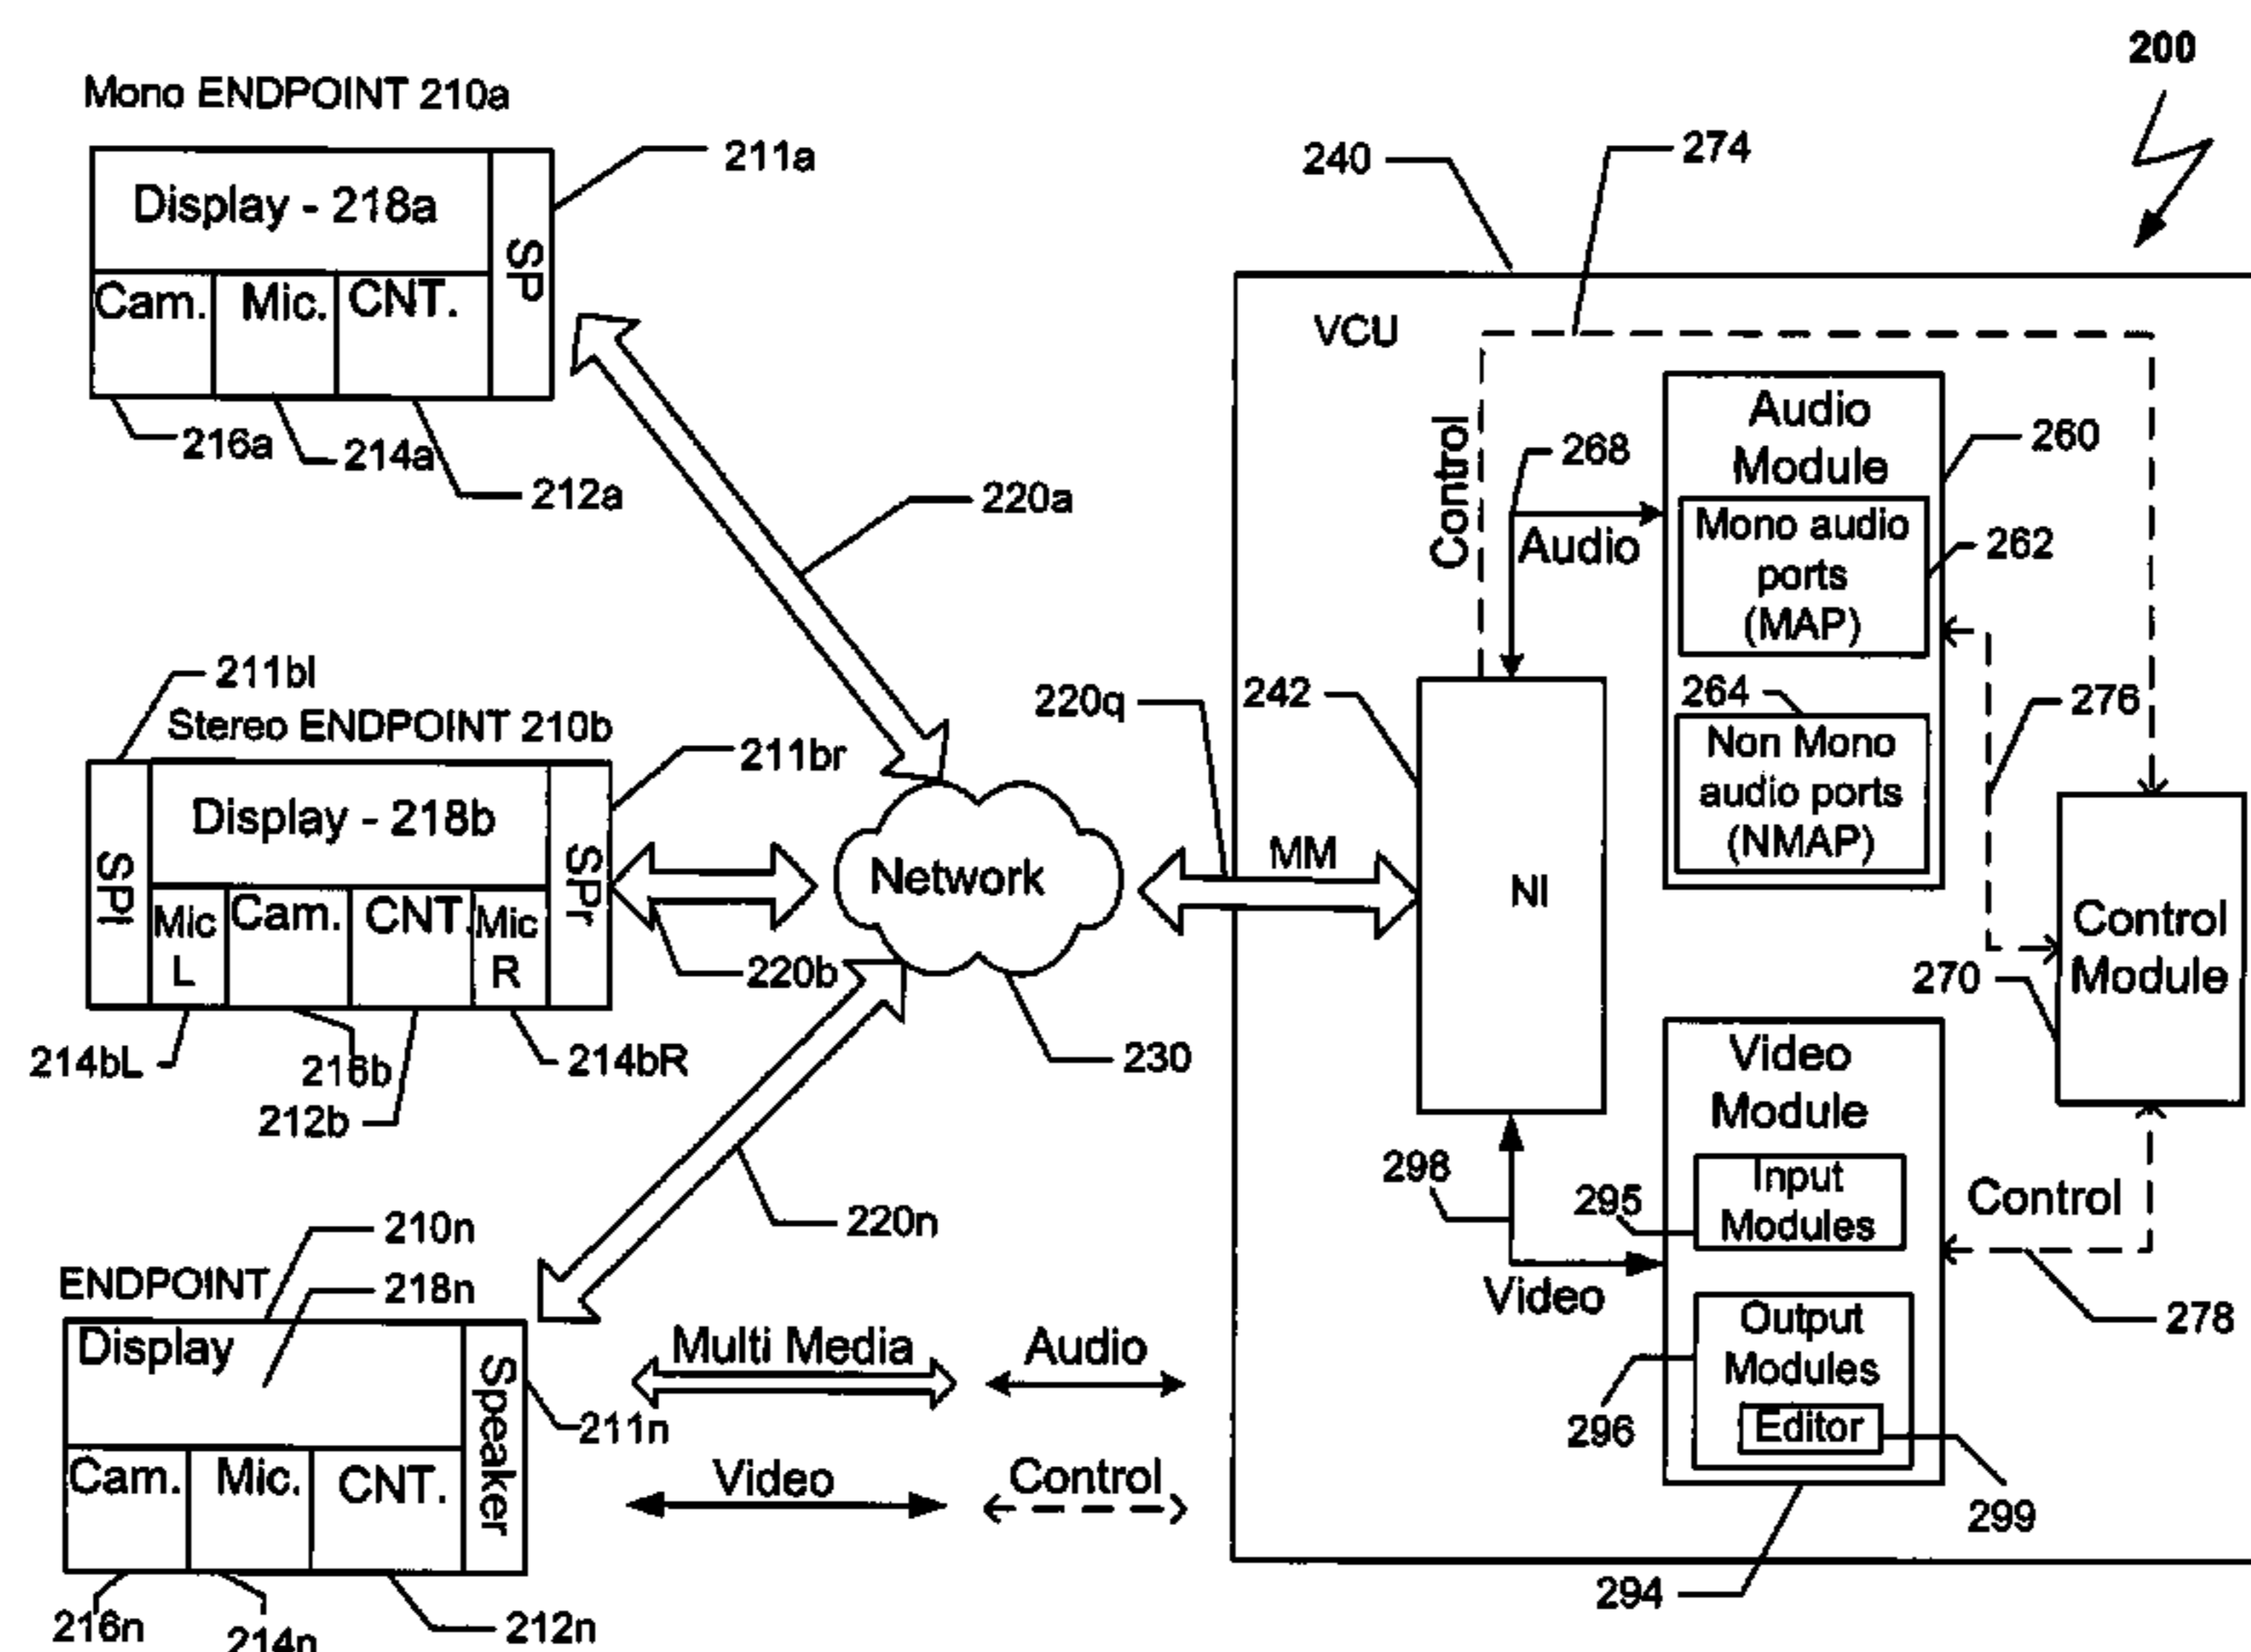 200
Mono ENDPOINT 210a
211a
Display - 218a
SP
Cam.
Mic.
CNT.
216a
214a
212a
220a
240
274
VCU
Control
268
Audio
Audio
Module
260
Mono audio
ports
(MAP)
262
264
Non Mono
audio ports
(NMAP)
276
211bl
Stereo ENDPOINT 210b
211br
SPl
Display - 218b
SPr
Mic
L
Cam.
CNT.
Mic
R
214bL
216b
212b
214bR
220b
Network
230
220q
MM
242
NI
Control
Module
270
Video
Module
Input
Modules
295
298
Video
Control
278
Output
Modules
296
Editor
299
294
220n
210n
ENDPOINT
218n
Display
Speaker
211n
Cam.
Mic.
CNT.
216n
214n
212n
Multi Media
Audio
Video
Control